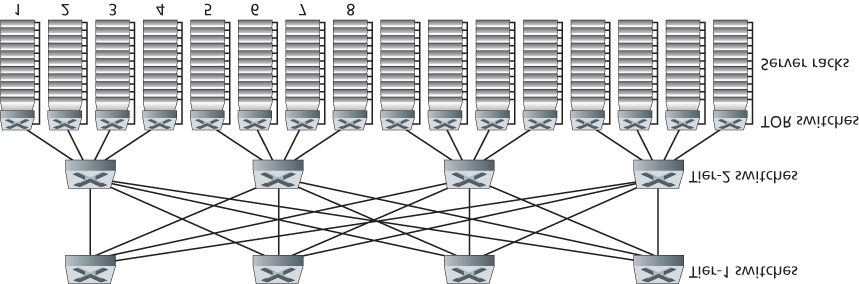 1 2 3 4 5 6 7 8
Server racks
TOR switches
Tier-2 switches
Tier-1 switches